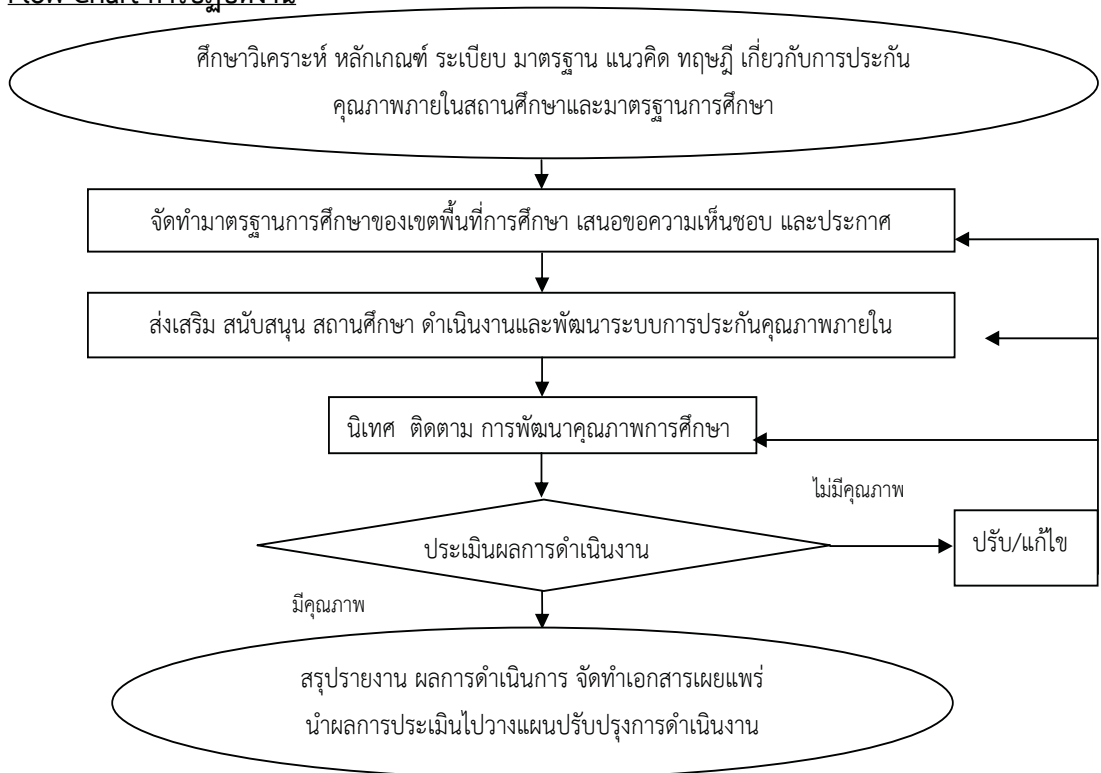 Flow Chart การปฏิบัติงาน
ศึกษาวิเคราะห์ หลักเกณฑ์ ระเบียบ มาตรฐาน แนวคิด ทฤษฎี เกี่ยวกับการประกัน
คุณภาพภายในสถานศึกษาและมาตรฐานการศึกษา
จัดทำมาตรฐานการศึกษาของเขตพื้นที่การศึกษา เสนอขอความเห็นชอบ และประกาศ
ส่งเสริม สนับสนุน สถานศึกษา ดำเนินงานและพัฒนาระบบการประกันคุณภาพภายใน
นิเทศ ติดตาม การพัฒนาคุณภาพการศึกษา
ไม่มีคุณภาพ
ประเมินผลการดำเนินงาน
ปรับ/แก้ไข
มีคุณภาพ
สรุปรายงาน ผลการดำเนินการ จัดทำเอกสารเผยแพร่
นำผลการประเมินไปวางแผนปรับปรุงการดำเนินงาน